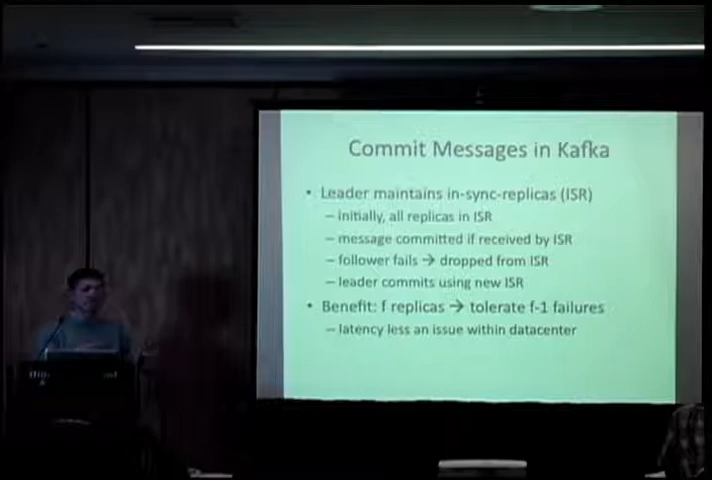 Commit Messages in Kafka
• Leader maintains in-sync-replicas (ISR)
– initially, all replicas in ISR
– message committed if received by ISR
– follower fails → dropped from ISR
– leader commits using new ISR
• Benefit: f replicas → tolerate f-1 failures
– latency less an issue within datacenter